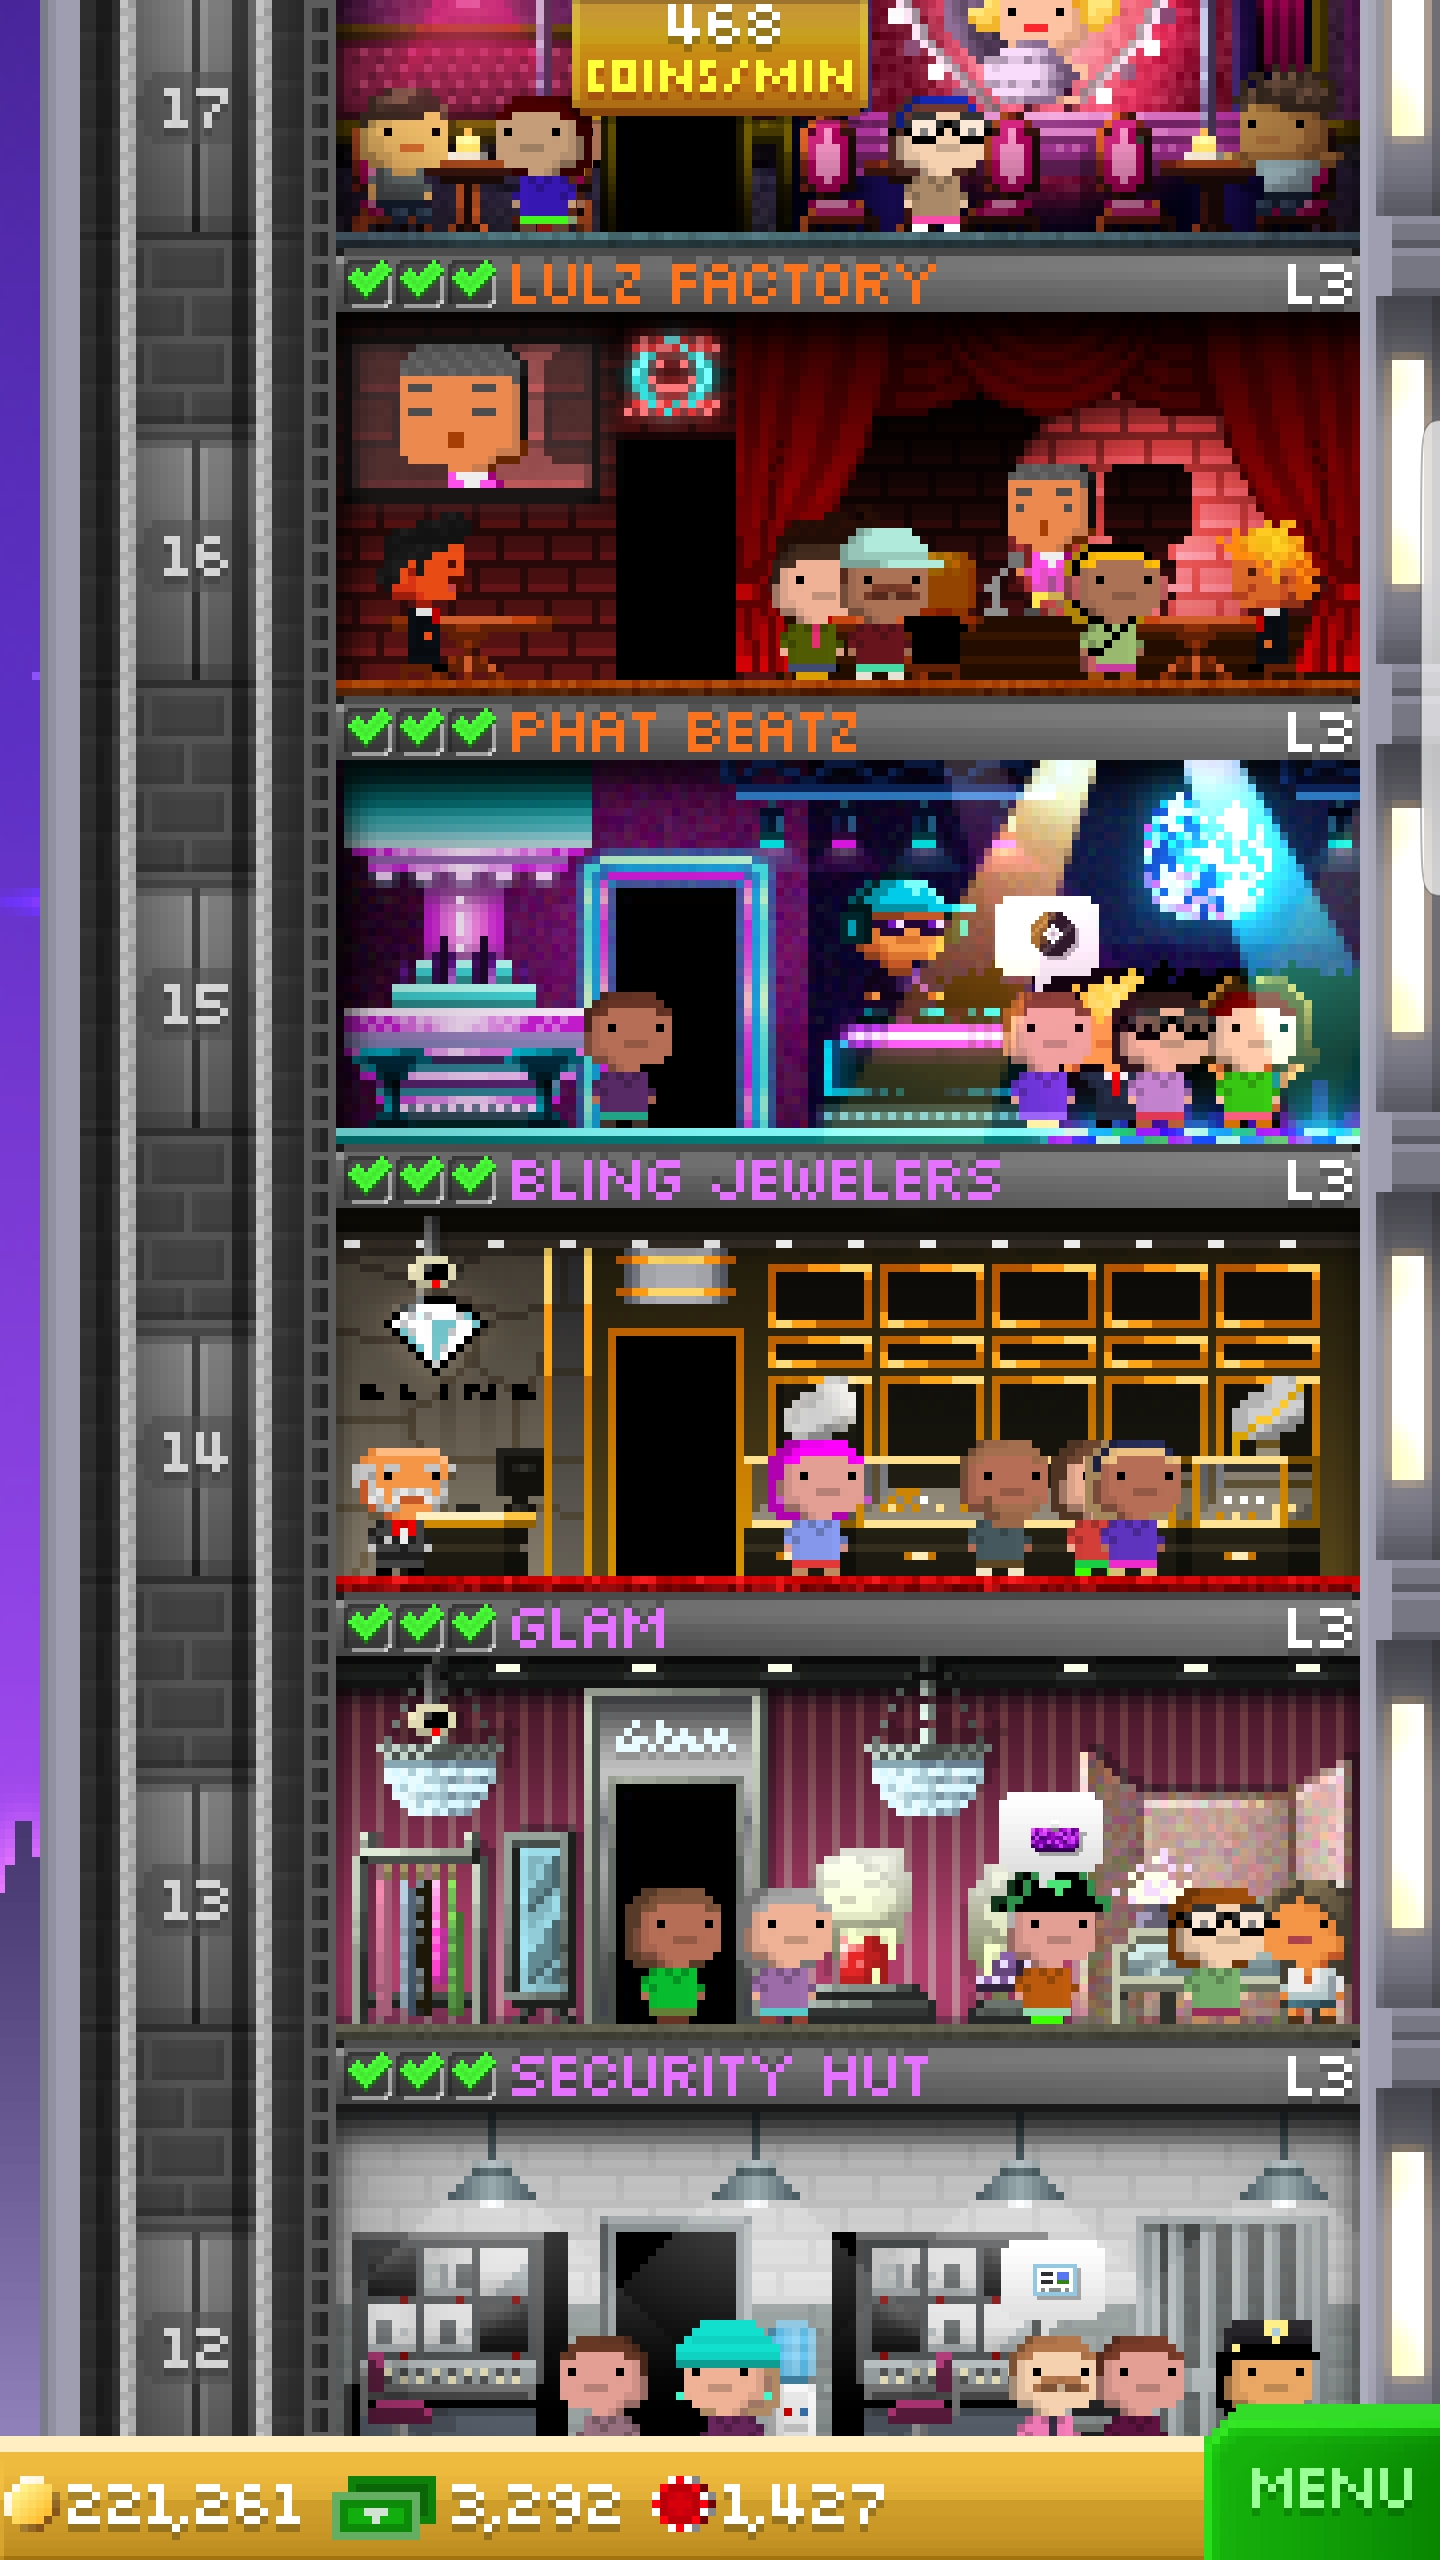 468
COINS/MIN
17
LULZ FACTORY L3
16
PHAT BEATZ L3
15
BLING JEWELERS L3
BLING
14
GLAM L3
Glam
13
SECURITY HUT L3
12
221,261 3,292 1,427
MENU